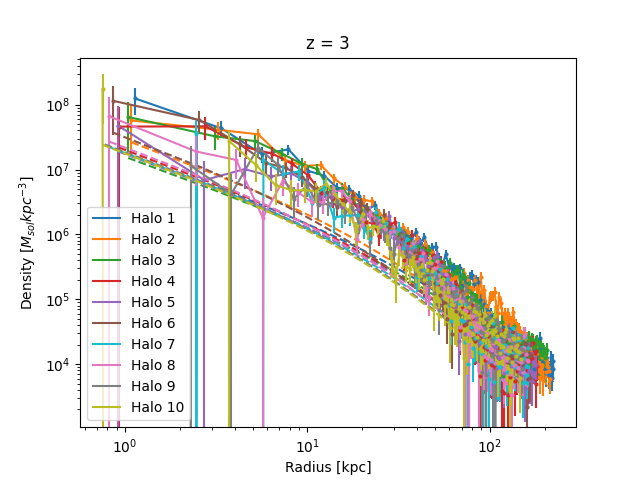 z = 3
Density [$M_{sol}kpc^{-3}$]
10^8
10^7
10^6
10^5
10^4
Halo 1
Halo 2
Halo 3
Halo 4
Halo 5
Halo 6
Halo 7
Halo 8
Halo 9
Halo 10
10^0
10^1
10^2
Radius [kpc]